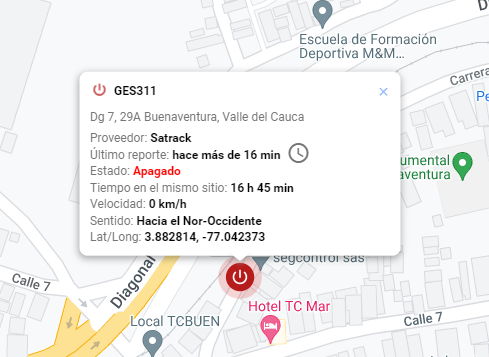 Escuela de Formación
Deportiva M&M...
Carrera
GES311
Dg 7, 29A Buenaventura, Valle del Cauca
Proveedor: Satrack
Último reporte: hace más de 16 min
Estado: Apagado
Tiempo en el mismo sitio: 16 h 45 min
Velocidad: 0 km/h
Sentido: Hacia el Nor-Occidente
Lat/Long: 3.882814, -77.042373
Pe
umental
aventura
segcontrol sas
Calle 7
Diagonal
Hotel TC Mar
Local TCBUEN
Calle 7